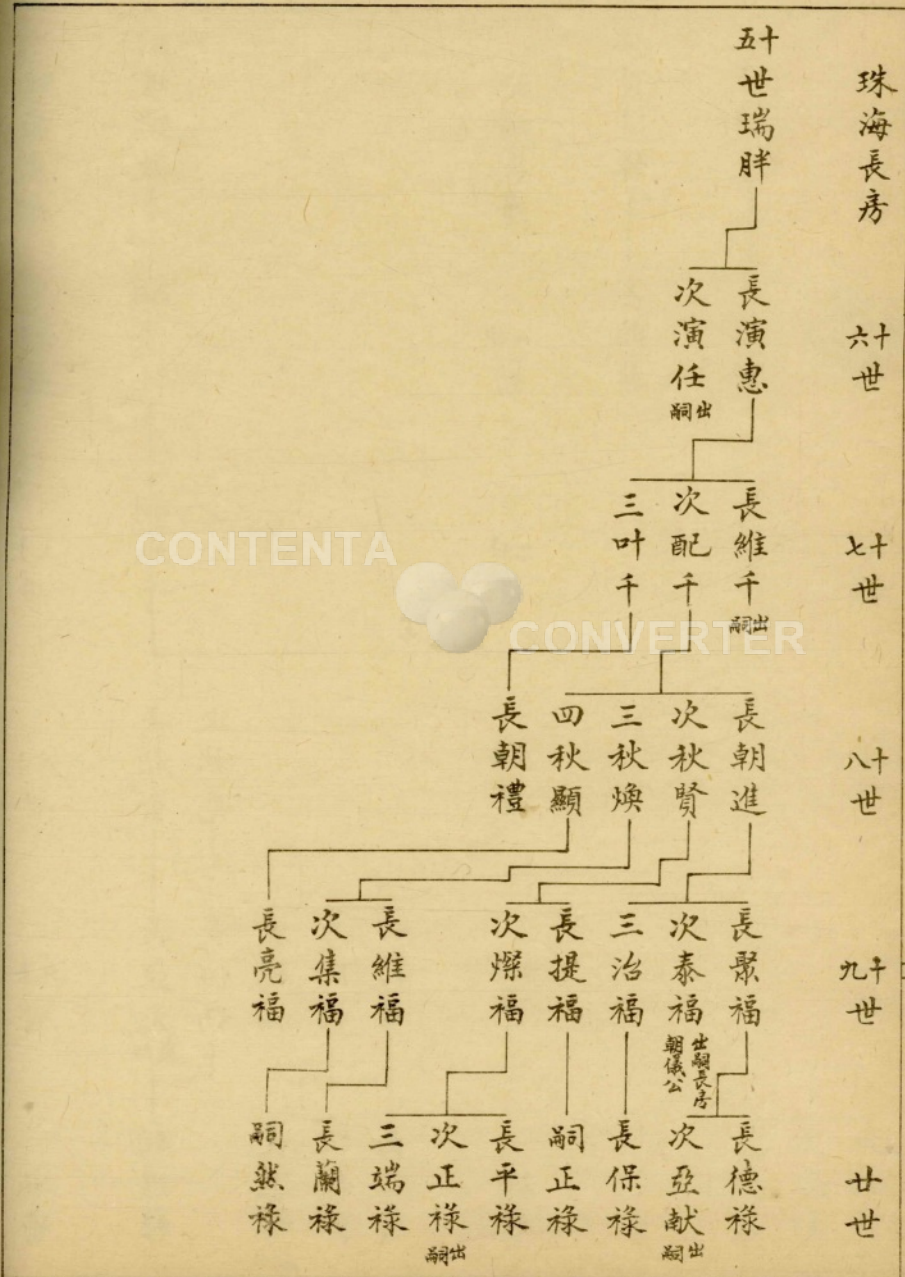 珠海長房
十五世瑞胖
十六世
長演惠
次演任出嗣
十七世
長維千出嗣
次配千
三叶千
十八世
長朝進
次秋賢
三秋煥
四秋顯
長朝禮
十九世
長聚福
次泰福出嗣長房朝儀公
三治福
長提福
次燦福
長維福
次集福
長亮福
廿世
長德祿
次亞献出嗣
長保祿
嗣正祿
長平祿
次正祿出嗣
三端祿
長蘭祿
嗣然祿
CONTENTA
CONVERTER